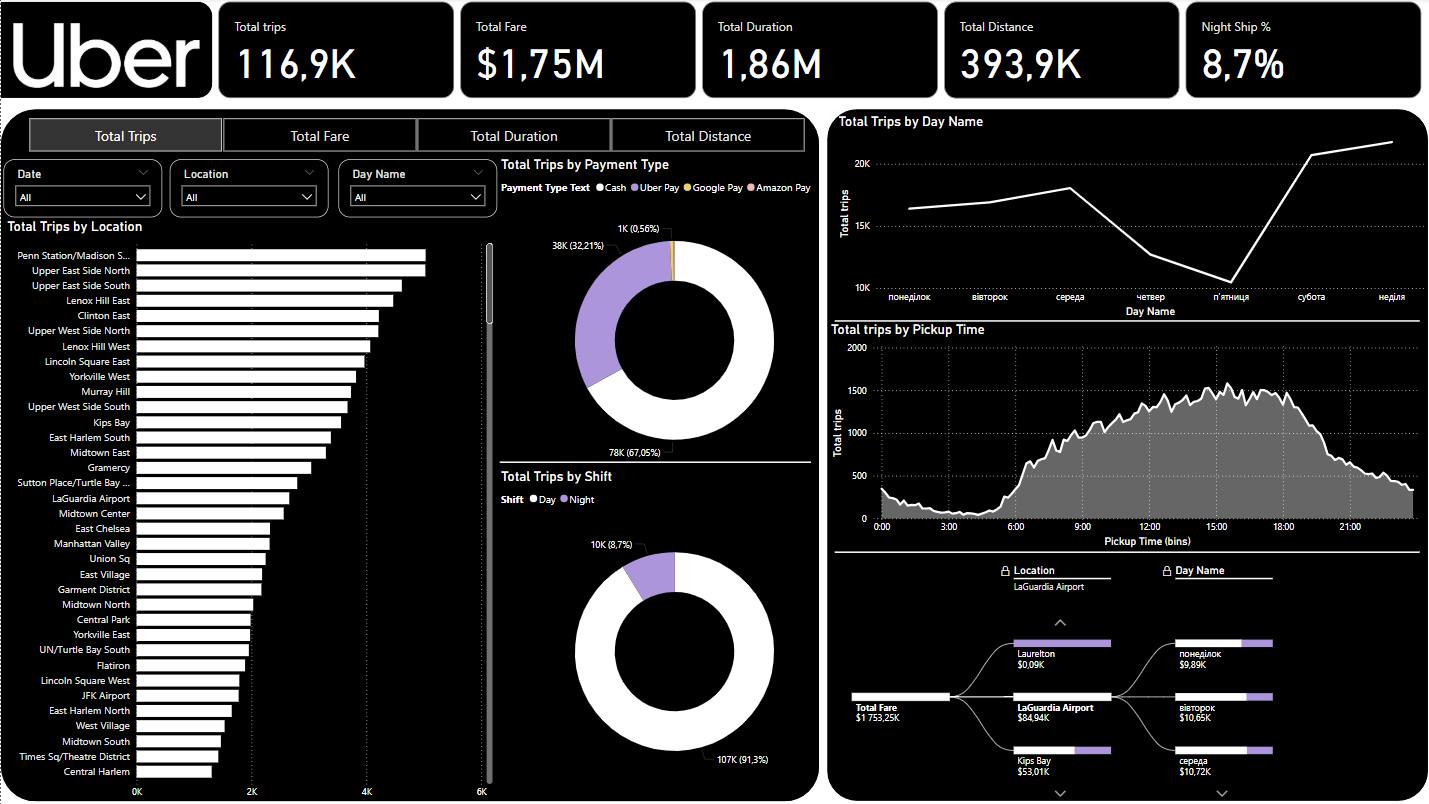 Uber
Total trips
116,9K
Total Fare
$1,75M
Total Duration
1,86M
Total Distance
393,9K
Night Ship %
8,7%
Total Trips
Total Fare
Total Duration
Total Distance
Date
All
Location
All
Day Name
All
Total Trips by Location
Penn Station/Madison S...
Upper East Side North
Upper East Side South
Lenox Hill East
Clinton East
Upper West Side North
Lenox Hill West
Lincoln Square East
Yorkville West
Murray Hill
Upper West Side South
Kips Bay
East Harlem South
Midtown East
Gramercy
Sutton Place/Turtle Bay ...
LaGuardia Airport
Midtown Center
East Chelsea
Manhattan Valley
Union Sq
East Village
Garment District
Midtown North
Central Park
Yorkville East
UN/Turtle Bay South
Flatiron
Lincoln Square West
JFK Airport
East Harlem North
West Village
Midtown South
Times Sq/Theatre District
Central Harlem
0K 2K 4K 6K
Total Trips by Payment Type
Payment Type Text Cash Uber Pay Google Pay Amazon Pay
1K (0,56%)
38K (32,21%)
78K (67,05%)
Total Trips by Shift
Shift Day Night
10K (8,7%)
107K (91,3%)
Total Trips by Day Name
Total trips
20K
15K
10K
понеділок вівторок середа четвер п'ятниця субота неділя
Day Name
Total trips by Pickup Time
Total trips
2000
1500
1000
500
0
0:00 3:00 6:00 9:00 12:00 15:00 18:00 21:00
Pickup Time (bins)
Location
LaGuardia Airport
Day Name
Total Fare
$1 753,25K
Laurelton
$0,09K
LaGuardia Airport
$84,94K
Kips Bay
$53,01K
понеділок
$9,89K
вівторок
$10,65K
середа
$10,72K